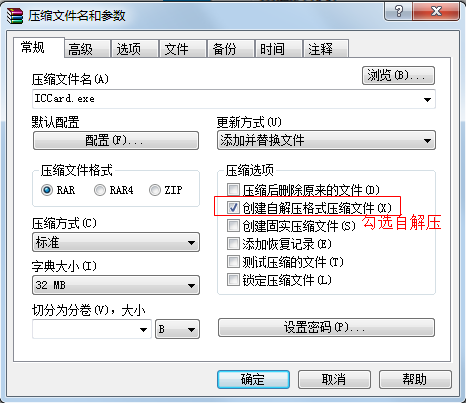 压缩文件名和参数
常规 高级 选项 文件 备份 时间 注释
压缩文件名(A)
浏览(B)...
ICCard.exe
默认配置
更新方式(U)
配置(F)...
添加并替换文件
压缩文件格式
RAR RAR4 ZIP
压缩选项
压缩后删除原来的文件(D)
创建自解压格式压缩文件(X)
创建固实压缩文件(S)
勾选自解压
添加恢复记录(E)
测试压缩的文件(T)
锁定压缩文件(L)
压缩方式(C)
标准
字典大小(I)
32 MB
切分为分卷(V)，大小
B
设置密码(P)...
确定 取消 帮助